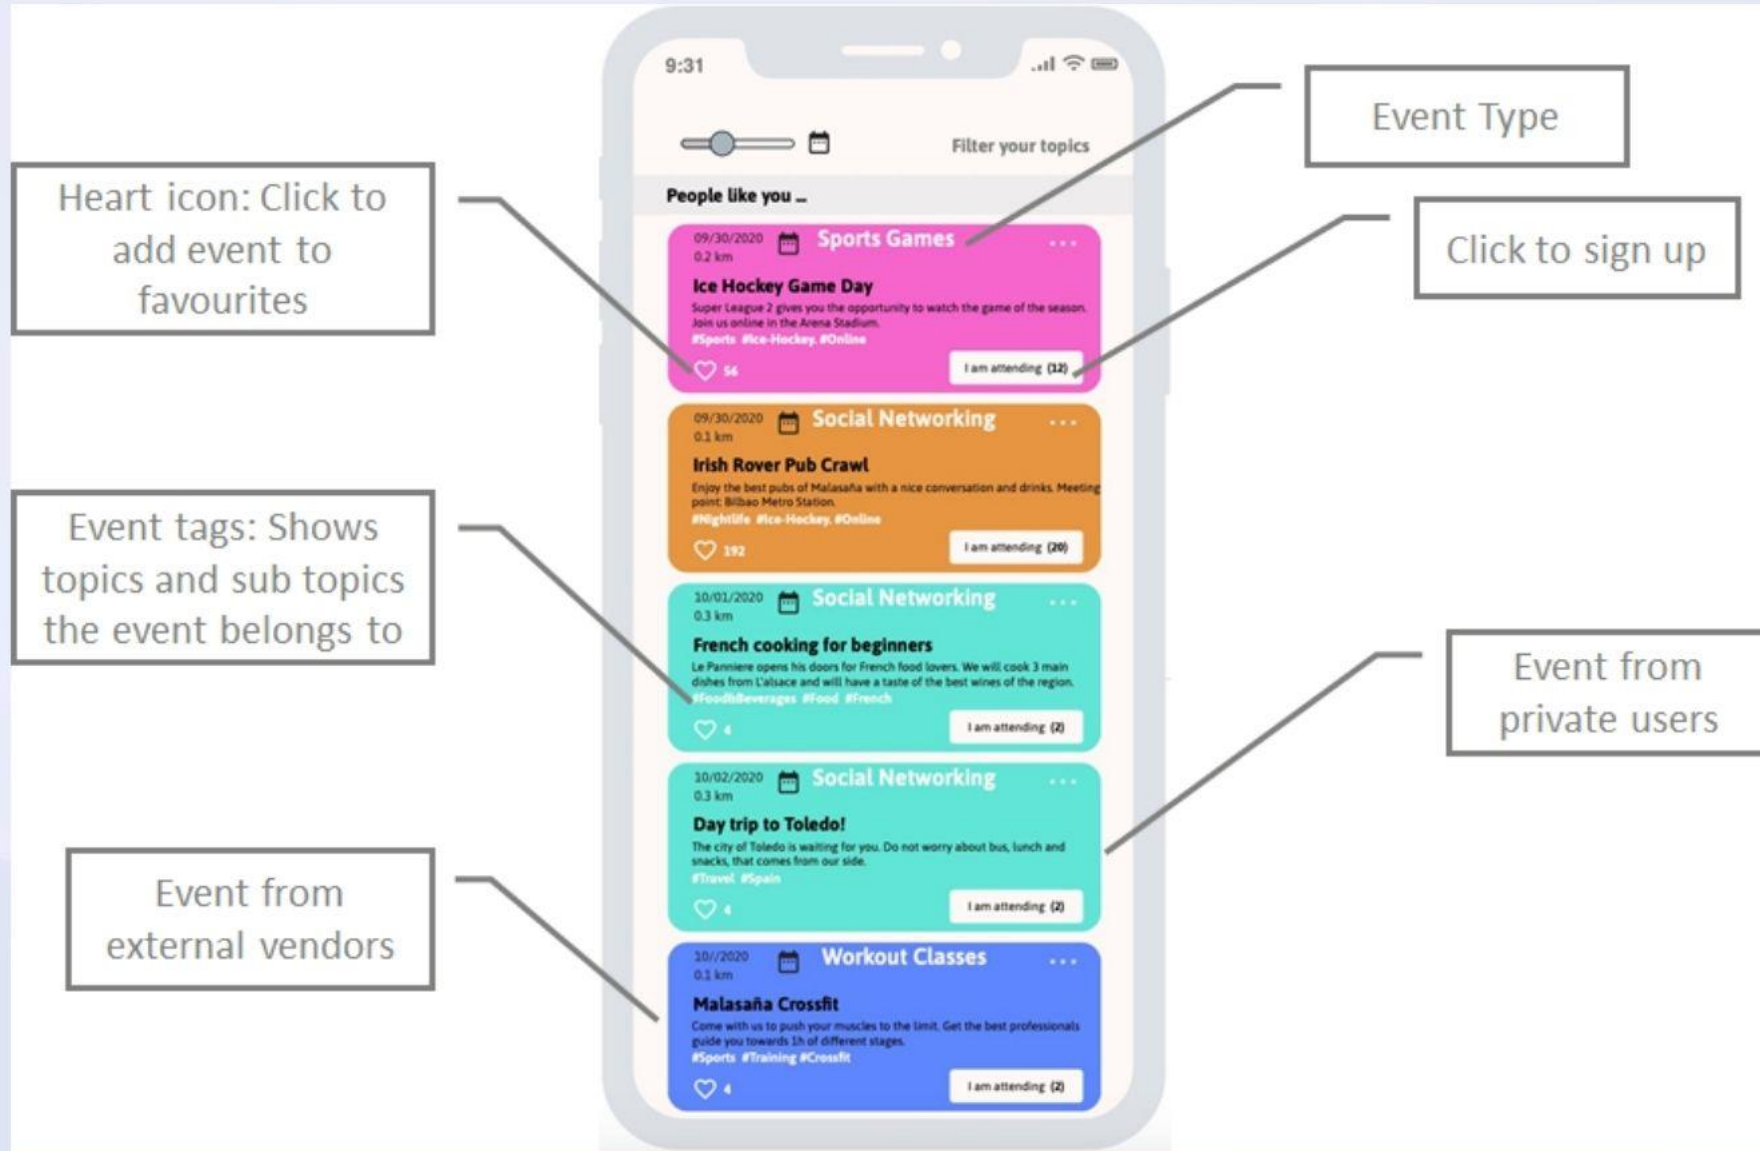 9:31
Filter your topics
People like you ...
09/30/2020
Sports Games
0.2 km
Ice Hockey Game Day
Super League 2 gives you the opportunity to watch the game of the season.
Join us online in the Arena Stadium.
#Sports #Ice-Hockey. #Online
56
I am attending (12)
09/30/2020
Social Networking
0.1 km
Irish Rover Pub Crawl
Enjoy the best pubs of Malasaña with a nice conversation and drinks. Meeting
point: Bilbao Metro Station.
#Nightlife #Ice-Hockey. #Online
192
I am attending (20)
10/01/2020
Social Networking
0.3 km
French cooking for beginners
Le Panniere opens his doors for French food lovers. We will cook 3 main
dishes from L'alsace and will have a taste of the best wines of the region.
#Food&Beverages #Food #French
4
I am attending (2)
10/02/2020
Social Networking
0.3 km
Day trip to Toledo!
The city of Toledo is waiting for you. Do not worry about bus, lunch and
snacks, that comes from our side.
#Travel #Spain
4
I am attending (2)
10//2020
Workout Classes
0.1 km
Malasaña Crossfit
Come with us to push your muscles to the limit. Get the best professionals
guide you towards 1h of different stages.
#Sports #Training #Crossfit
4
I am attending (2)
Heart icon: Click to
add event to
favourites
Event tags: Shows
topics and sub topics
the event belongs to
Event from
external vendors
Event Type
Click to sign up
Event from
private users